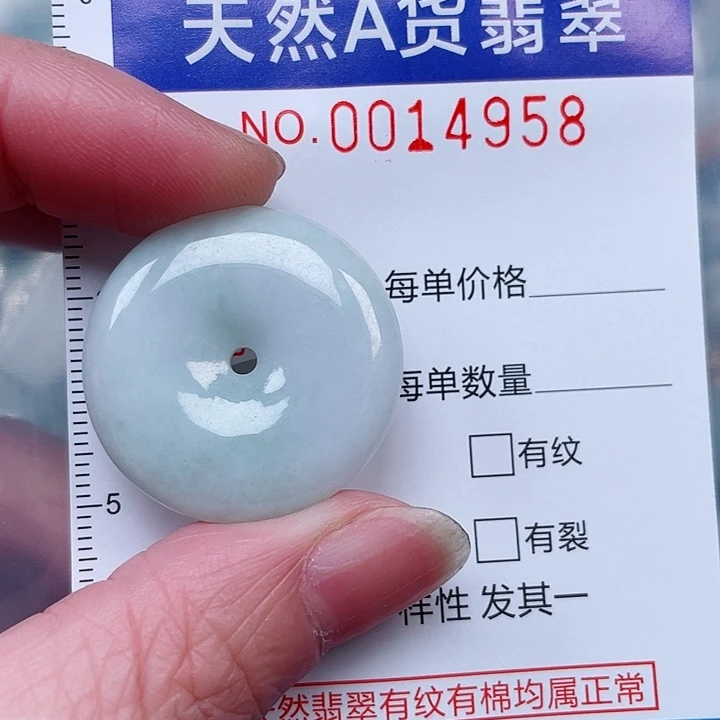 天然A货翡翠
NO.0014958
每单价格
每单数量
有纹
5
有裂
样性 发其一
然翡翠有纹有棉均属正常